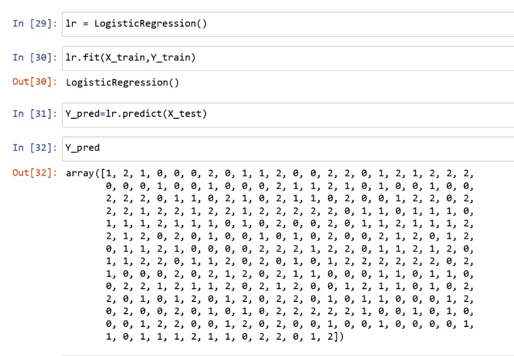 In [29]: lr = LogisticRegression()
In [30]: lr.fit(X_train,Y_train)
Out[30]: LogisticRegression()
In [31]: Y_pred=lr.predict(X_test)
In [32]: Y_pred
Out[32]: array([1, 2, 1, 0, 0, 0, 2, 0, 1, 1, 2, 0, 0, 2, 2, 0, 1, 2, 1, 2, 2, 2,
0, 0, 0, 1, 0, 0, 1, 0, 0, 0, 2, 1, 1, 2, 1, 0, 1, 0, 0, 1, 0, 0,
2, 2, 2, 0, 1, 1, 0, 2, 1, 0, 2, 1, 1, 0, 2, 0, 0, 1, 2, 2, 0, 2,
2, 2, 1, 2, 2, 1, 2, 2, 1, 2, 2, 2, 2, 2, 0, 1, 1, 0, 1, 1, 1, 0,
1, 1, 1, 2, 1, 1, 1, 0, 1, 0, 2, 0, 0, 2, 0, 1, 1, 2, 1, 1, 1, 2,
2, 1, 2, 0, 2, 0, 1, 0, 0, 1, 0, 1, 0, 2, 0, 0, 2, 1, 2, 0, 1, 2,
0, 1, 1, 2, 1, 0, 0, 0, 0, 2, 2, 2, 1, 2, 2, 0, 1, 1, 2, 1, 2, 0,
1, 1, 2, 2, 0, 1, 1, 2, 0, 2, 0, 1, 0, 1, 2, 2, 2, 2, 2, 2, 0, 2,
1, 0, 0, 0, 2, 0, 2, 1, 2, 0, 2, 1, 1, 0, 0, 0, 1, 1, 0, 1, 1, 0,
0, 2, 2, 1, 2, 1, 1, 2, 0, 2, 1, 2, 0, 0, 1, 2, 1, 1, 2, 0, 1, 0,
2, 0, 1, 0, 1, 2, 0, 1, 2, 0, 2, 2, 0, 1, 0, 1, 1, 0, 0, 0, 1, 2,
0, 2, 0, 0, 2, 0, 1, 0, 1, 0, 2, 0, 2, 0, 2, 1, 0, 0, 1, 0, 1, 0,
0, 0, 1, 2, 2, 0, 0, 1, 2, 0, 2, 0, 0, 1, 0, 0, 1, 0, 0, 0, 0, 1,
1, 0, 1, 1, 1, 2, 1, 1, 0, 2, 2, 0, 1, 2])